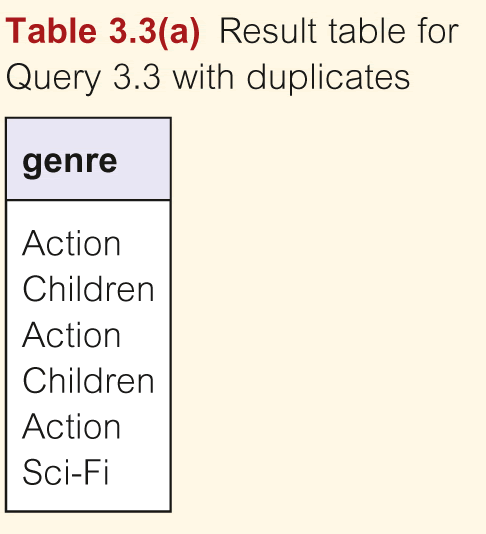 Table 3.3(a) Result table for
Query 3.3 with duplicates
genre
Action
Children
Action
Children
Action
Sci-Fi